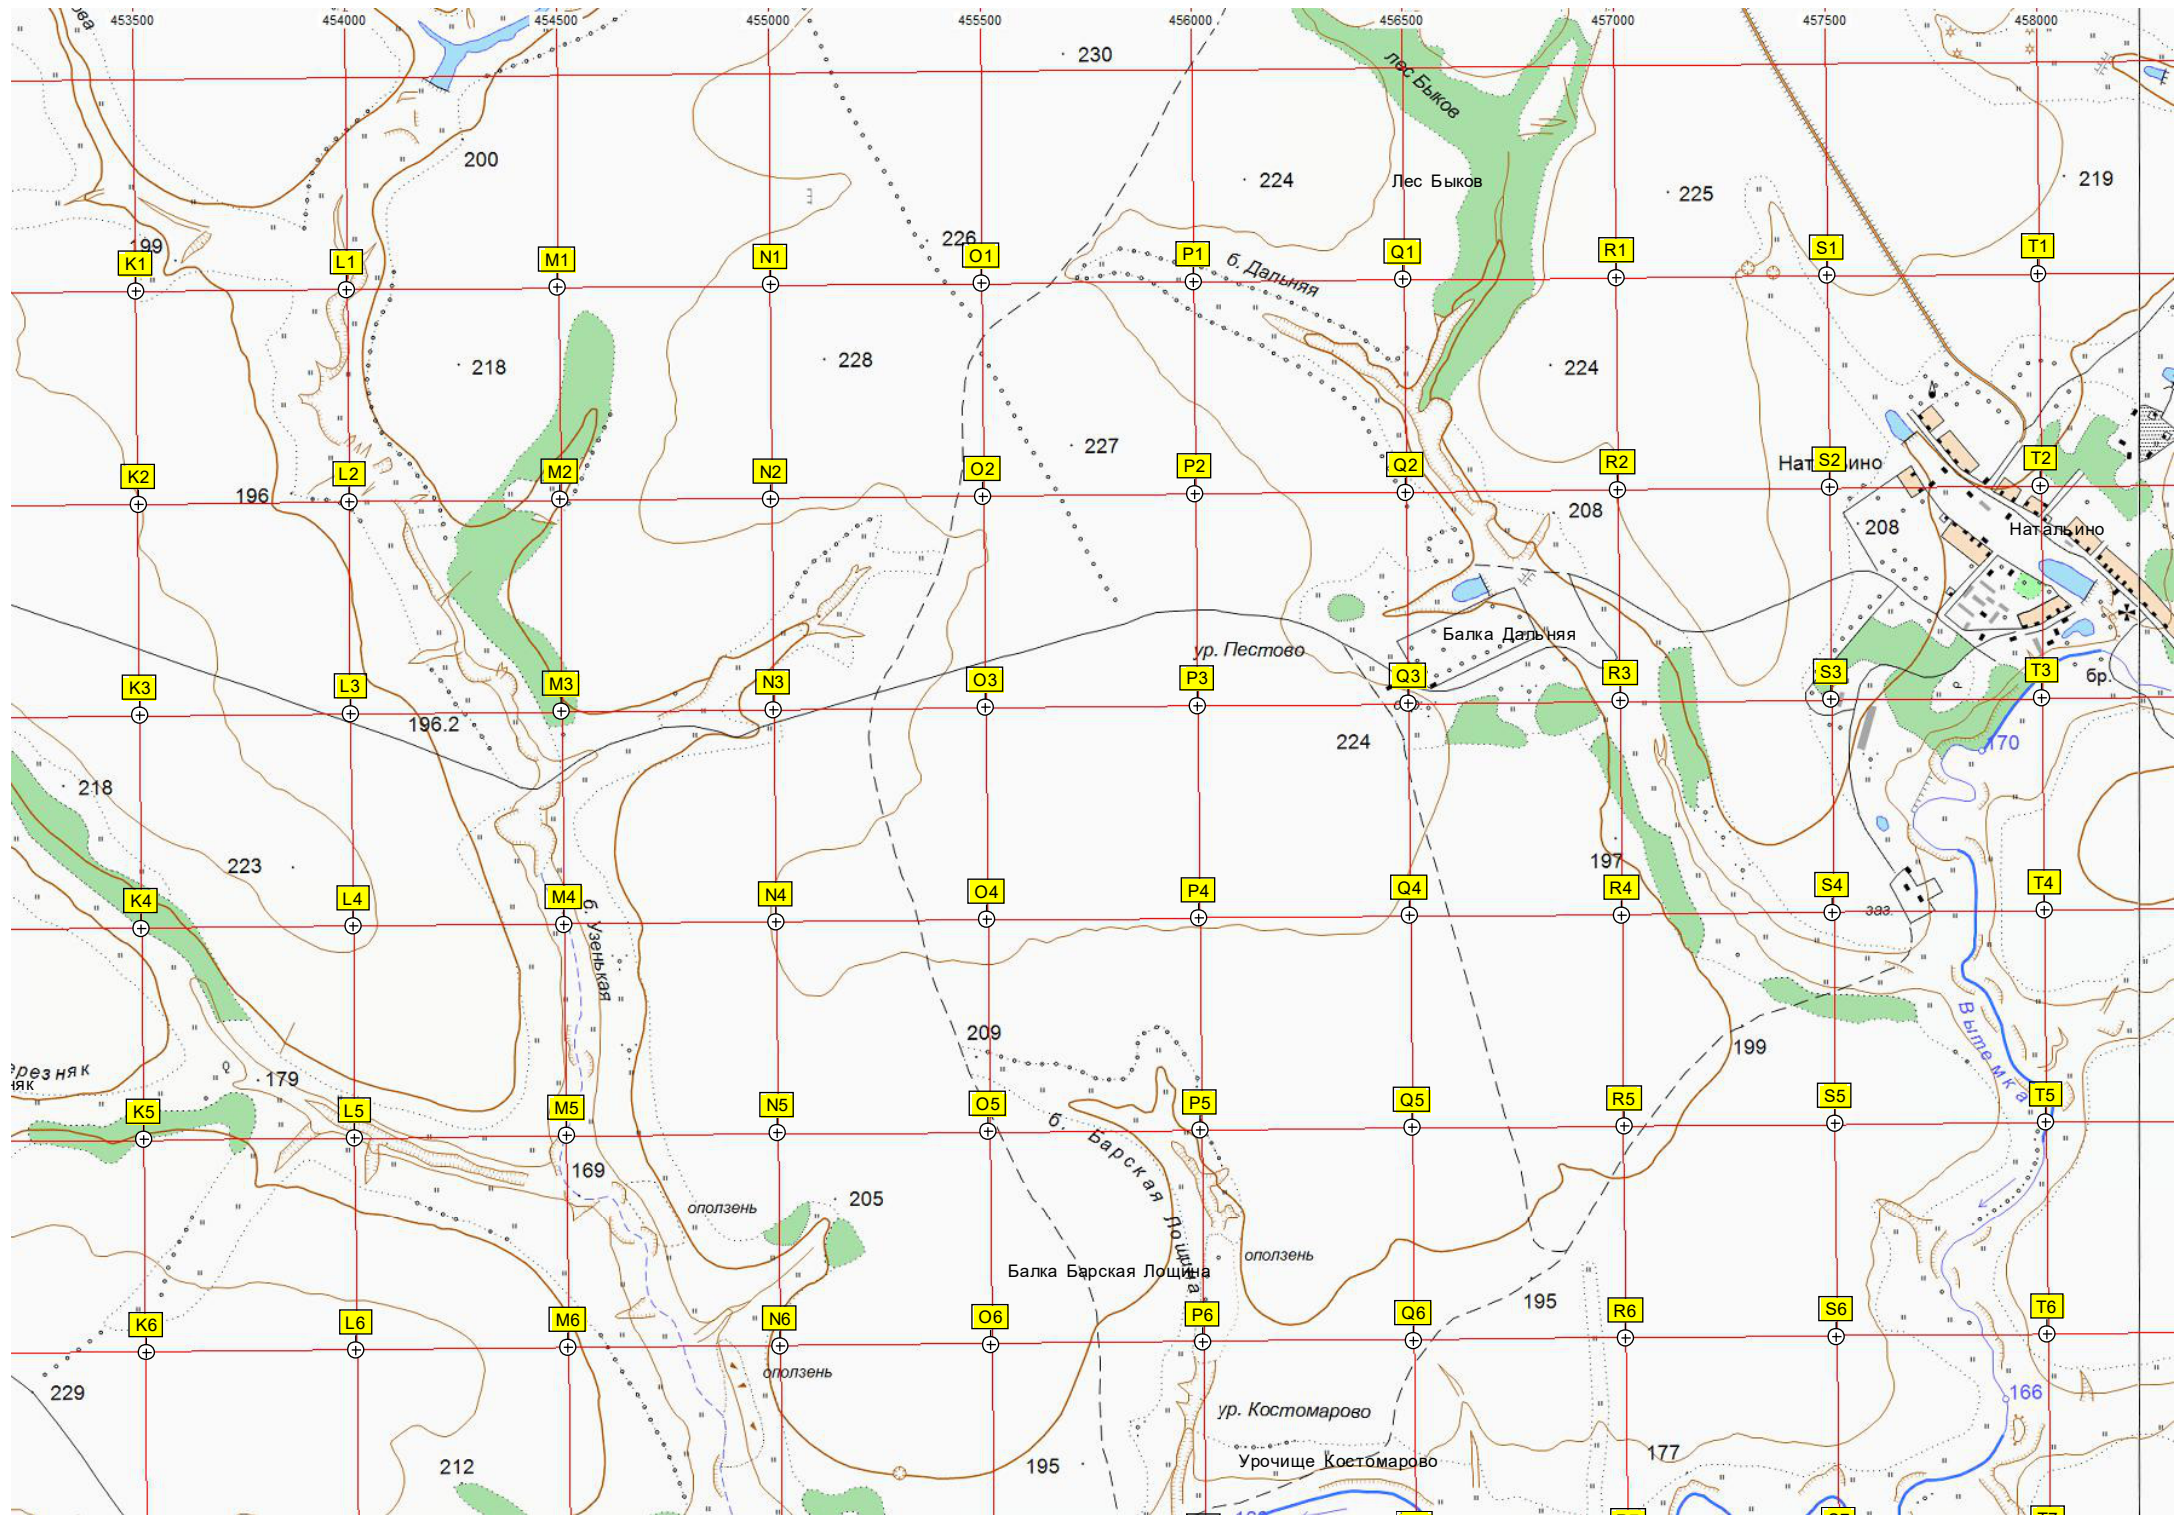 453500 454000 454500 455000 455500 456000 456500 457000 457500 458000
230
лес Быков
200
224
Лес Быков
225
219
199
226
K1 L1 M1 N1 O1 P1 Q1 R1 S1 T1
б. Дальняя
218
228
224
227
K2 L2 M2 N2 O2 P2 Q2 R2 S2 T2
196
208
208
Натальино
Балка Дальняя
ур. Пестово
K3 L3 M3 N3 O3 P3 Q3 R3 S3 T3
бр.
196.2
224
170
218
223
197
K4 L4 M4 N4 O4 P4 Q4 R4 S4 T4
заз.
б. Узенькая
209
Вытемка
199
179
K5 L5 M5 N5 O5 P5 Q5 R5 S5 T5
б. Барская Лощина
169
205
оползень
оползень
Балка Барская Лощина
195
K6 L6 M6 N6 O6 P6 Q6 R6 S6 T6
оползень
229
166
ур. Костомарово
177
212
195
Урочище Костомарово